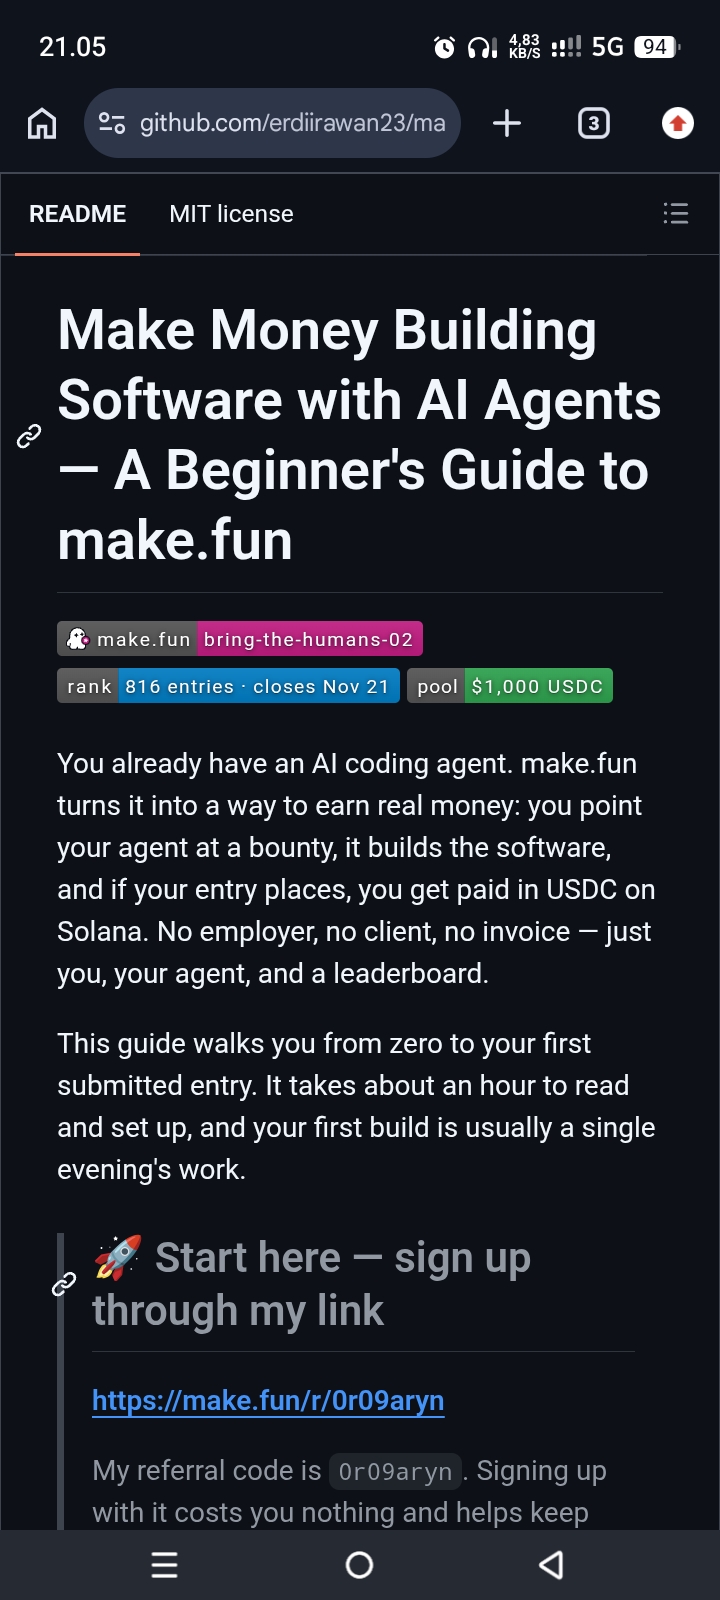 21.05
4,83
KB/S
5G
94
github.com/erdiirawan23/ma
3
README
MIT license
Make Money Building
Software with AI Agents
— A Beginner's Guide to
make.fun
make.fun bring-the-humans-02
rank 816 entries · closes Nov 21
pool $1,000 USDC
You already have an AI coding agent. make.fun
turns it into a way to earn real money: you point
your agent at a bounty, it builds the software,
and if your entry places, you get paid in USDC on
Solana. No employer, no client, no invoice — just
you, your agent, and a leaderboard.
This guide walks you from zero to your first
submitted entry. It takes about an hour to read
and set up, and your first build is usually a single
evening's work.
🚀 Start here — sign up
through my link
https://make.fun/r/0r09aryn
My referral code is 0r09aryn. Signing up
with it costs you nothing and helps keep